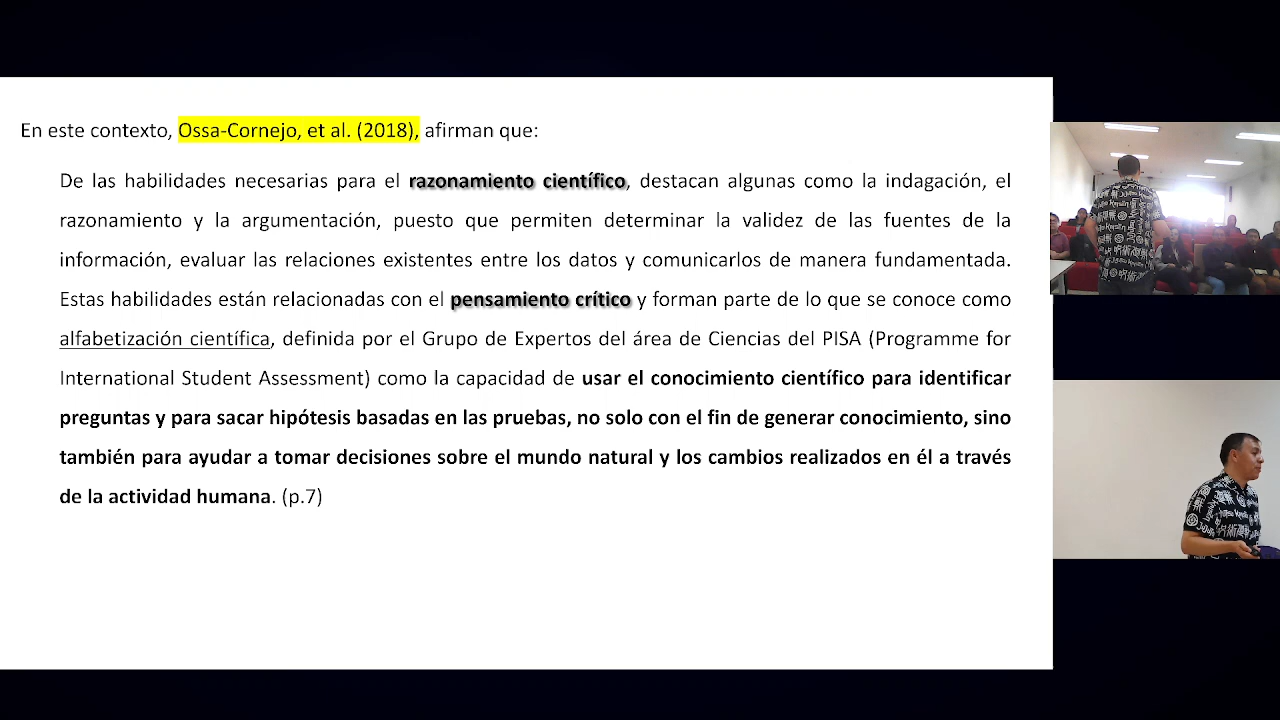 En este contexto, Ossa-Cornejo, et al. (2018), afirman que:
De las habilidades necesarias para el razonamiento científico, destacan algunas como la indagación, el
razonamiento y la argumentación, puesto que permiten determinar la validez de las fuentes de la
información, evaluar las relaciones existentes entre los datos y comunicarlos de manera fundamentada.
Estas habilidades están relacionadas con el pensamiento crítico y forman parte de lo que se conoce como
alfabetización científica, definida por el Grupo de Expertos del área de Ciencias del PISA (Programme for
International Student Assessment) como la capacidad de usar el conocimiento científico para identificar
preguntas y para sacar hipótesis basadas en las pruebas, no solo con el fin de generar conocimiento, sino
también para ayudar a tomar decisiones sobre el mundo natural y los cambios realizados en él a través
de la actividad humana. (p.7)